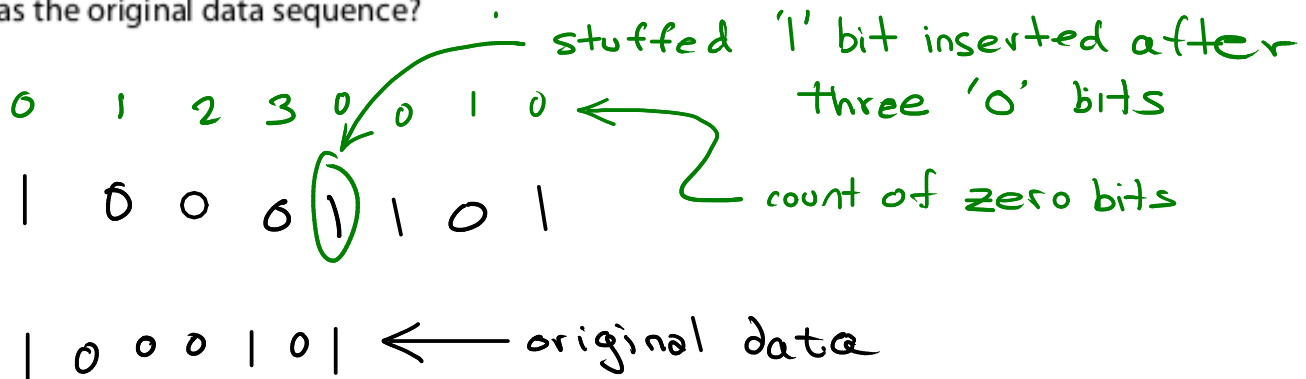 as the original data sequence?
stuffed '1' bit inserted after
three '0' bits
0 1 2 3 0 0 1 0
count of zero bits
1 0 0 0 1 1 0 1
1 0 0 0 1 0 1 ← original data